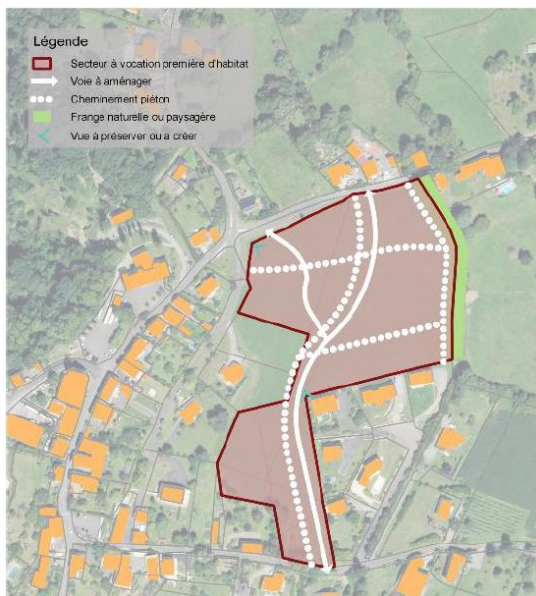 Légende
Secteur à vocation première d'habitat
Voie à aménager
Cheminement piéton
Frange naturelle ou paysagère
Vue à préserver ou a créer